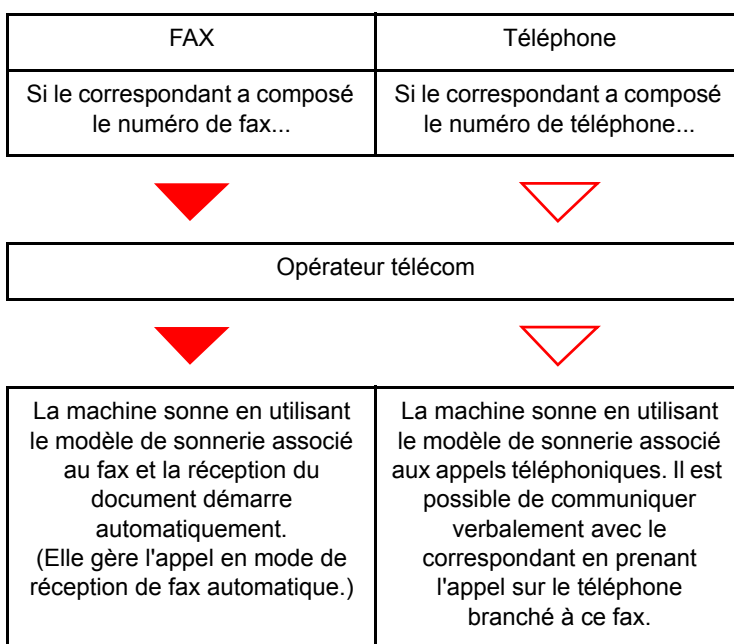 FAX
Téléphone
Si le correspondant a composé
le numéro de fax...
Si le correspondant a composé
le numéro de téléphone...
Opérateur télécom
La machine sonne en utilisant
le modèle de sonnerie associé
au fax et la réception du
document démarre
automatiquement.
(Elle gère l'appel en mode de
réception de fax automatique.)
La machine sonne en utilisant
le modèle de sonnerie associé
aux appels téléphoniques. Il est
possible de communiquer
verbalement avec le
correspondant en prenant
l'appel sur le téléphone
branché à ce fax.